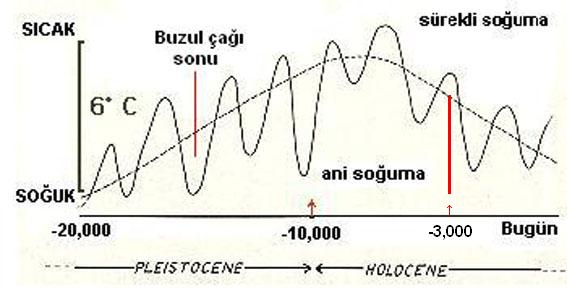 SICAK
sürekli soğuma
Buzul çağı
sonu
6° C
ani soğuma
SOĞUK
-20,000
-10,000
-3,000
Bugün
PLEISTOCENE
HOLOCENE